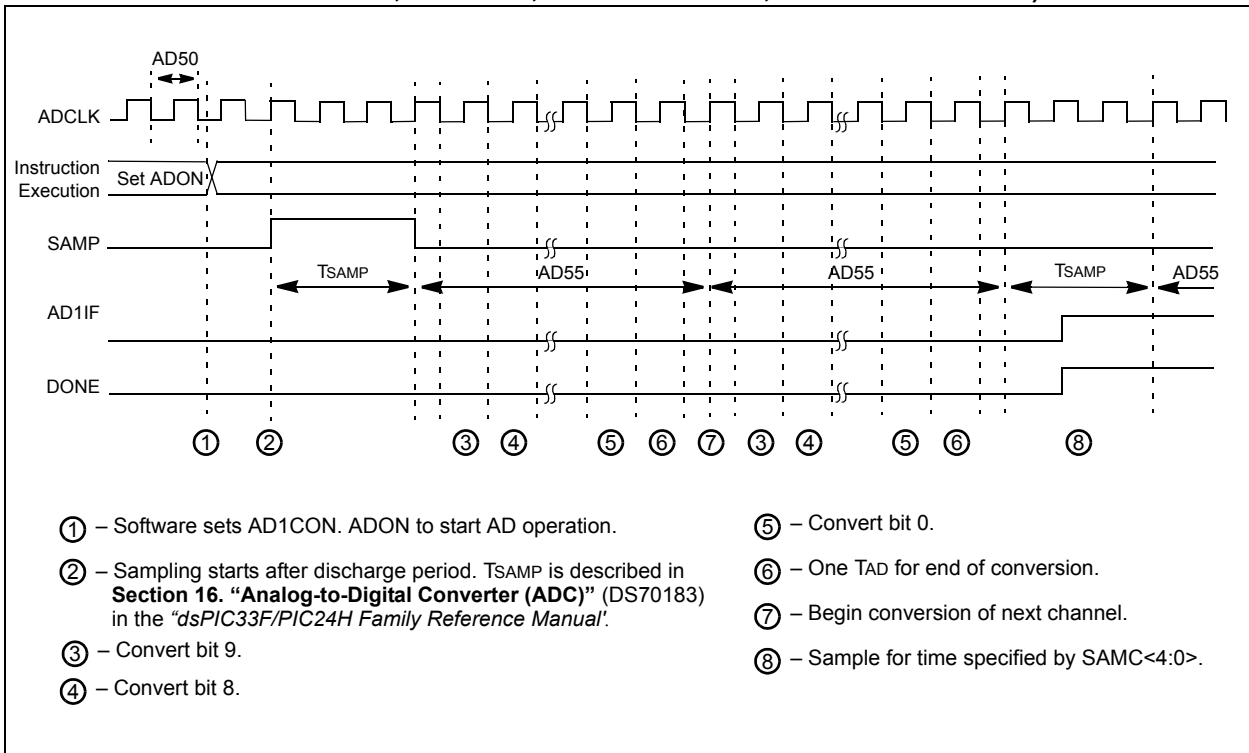 AD50
ADCLK
Instruction
Execution
Set ADON
SAMP
TSAMP AD55 AD55 TSAMP AD55
AD1IF
DONE
1 2 3 4 5 6 7 3 4 5 6 8
1 – Software sets AD1CON. ADON to start AD operation.
2 – Sampling starts after discharge period. TSAMP is described in
Section 16. “Analog-to-Digital Converter (ADC)” (DS70183)
in the “dsPIC33F/PIC24H Family Reference Manual'.
3 – Convert bit 9.
4 – Convert bit 8.
5 – Convert bit 0.
6 – One TAD for end of conversion.
7 – Begin conversion of next channel.
8 – Sample for time specified by SAMC<4:0>.